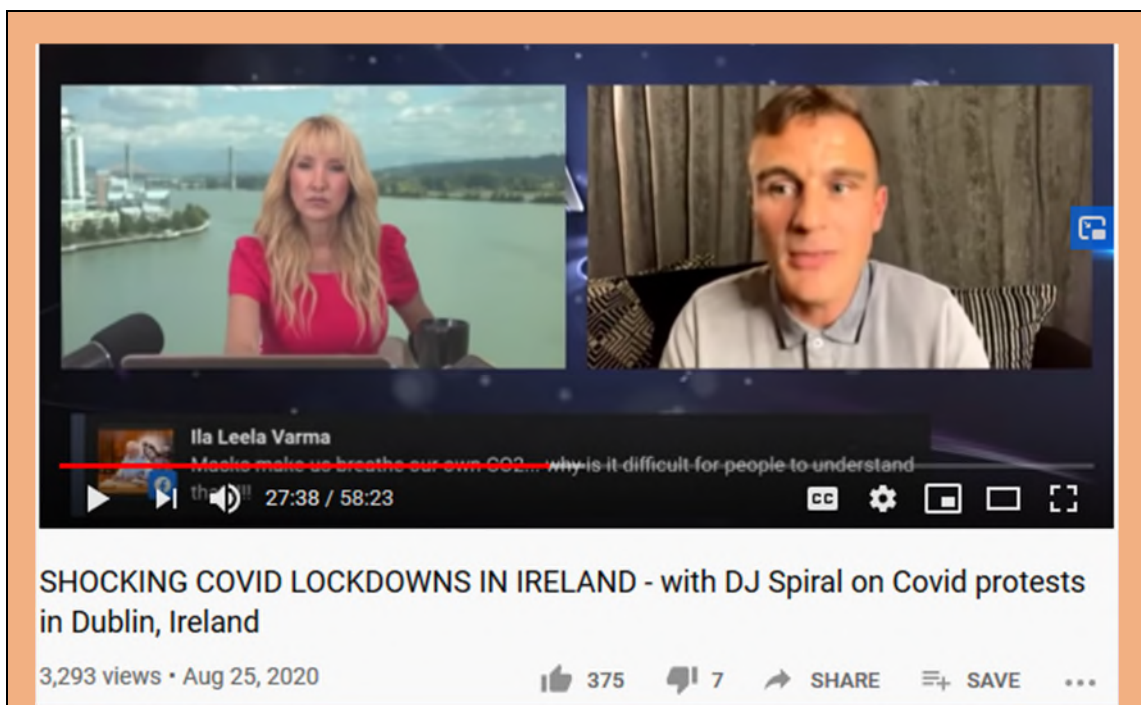 Ila Leela Varma
Masks make us breathe our own CO2... why is it difficult for people to understand
27:38 / 58:23
CC
SHOCKING COVID LOCKDOWNS IN IRELAND - with DJ Spiral on Covid protests
in Dublin, Ireland
3,293 views • Aug 25, 2020
375
7
SHARE
SAVE